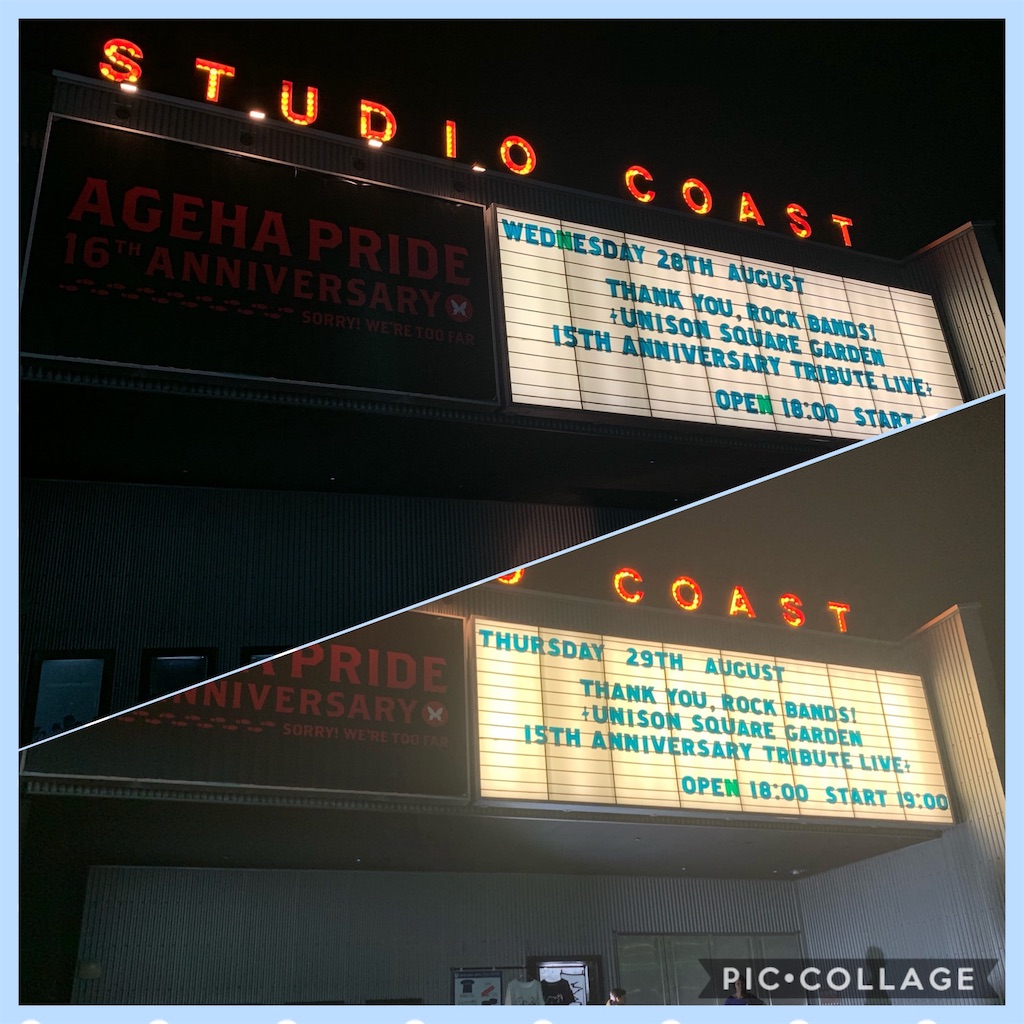 STUDIO COAST
AGEHA PRIDE
16TH ANNIVERSARY
SORRY! WE'RE TOO FAR
WEDNESDAY 28TH AUGUST
THANK YOU, ROCK BANDS!
UNISON SQUARE GARDEN
15TH ANNIVERSARY TRIBUTE LIVE
OPEN 18:00 START
O COAST
A PRIDE
NNIVERSARY
SORRY! WE'RE TOO FAR
THURSDAY 29TH AUGUST
THANK YOU, ROCK BANDS!
UNISON SQUARE GARDEN
15TH ANNIVERSARY TRIBUTE LIVE
OPEN 18:00 START 19:00
PIC•COLLAGE